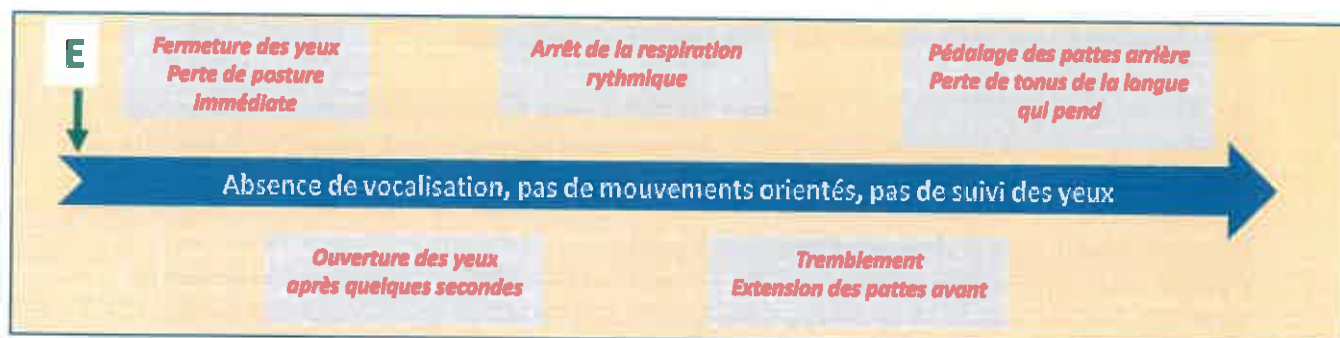 E
Fermeture des yeux
Perte de posture
immédiate
Arrêt de la respiration
rythmique
Pédalage des pattes arrière
Perte de tonus de la langue
qui pend
Absence de vocalisation, pas de mouvements orientés, pas de suivi des yeux
Ouverture des yeux
après quelques secondes
Tremblement
Extension des pattes avant